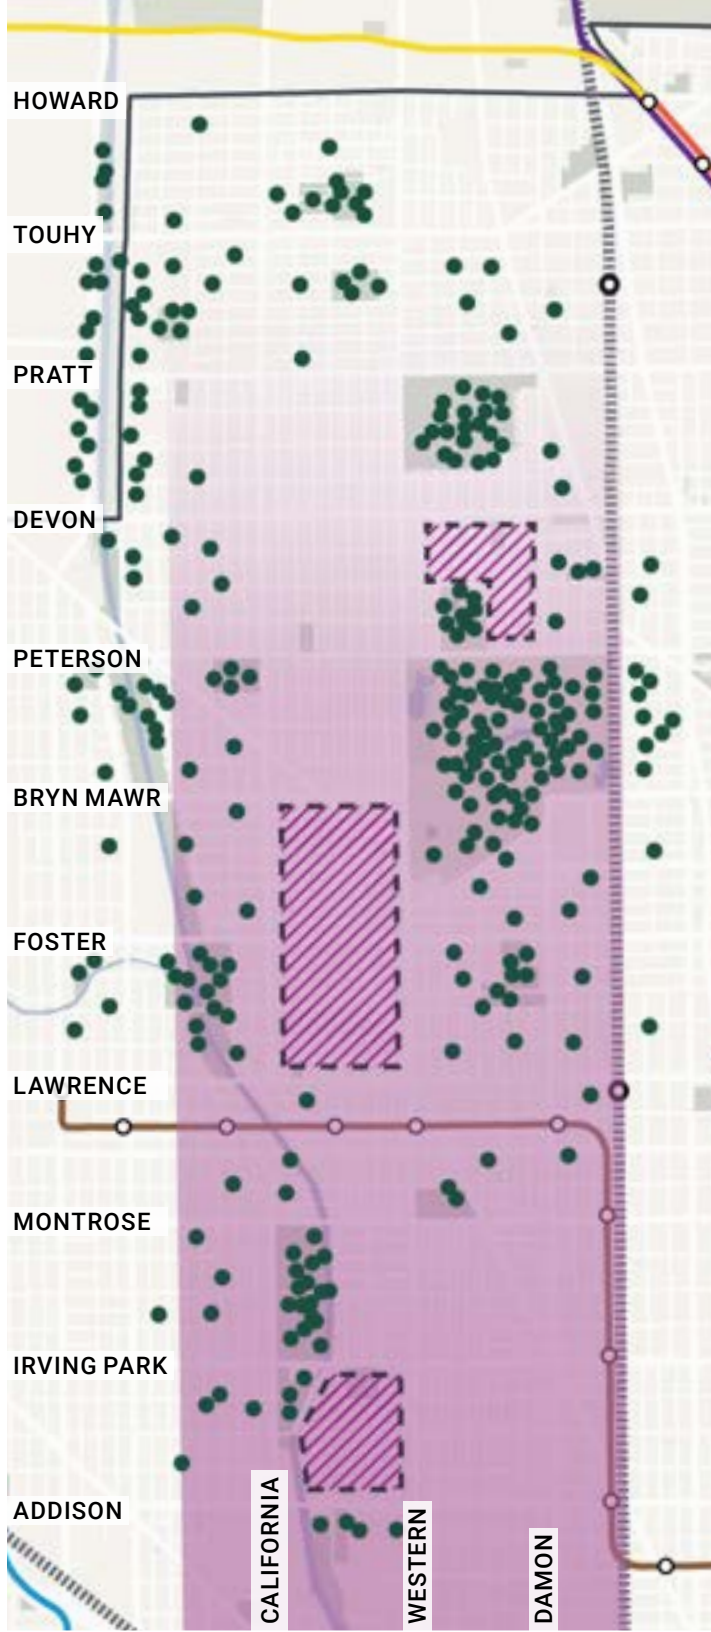 HOWARD
TOUHY
PRATT
DEVON
PETERSON
BRYN MAWR
FOSTER
LAWRENCE
MONTROSE
IRVING PARK
ADDISON
CALIFORNIA
WESTERN
DAMON